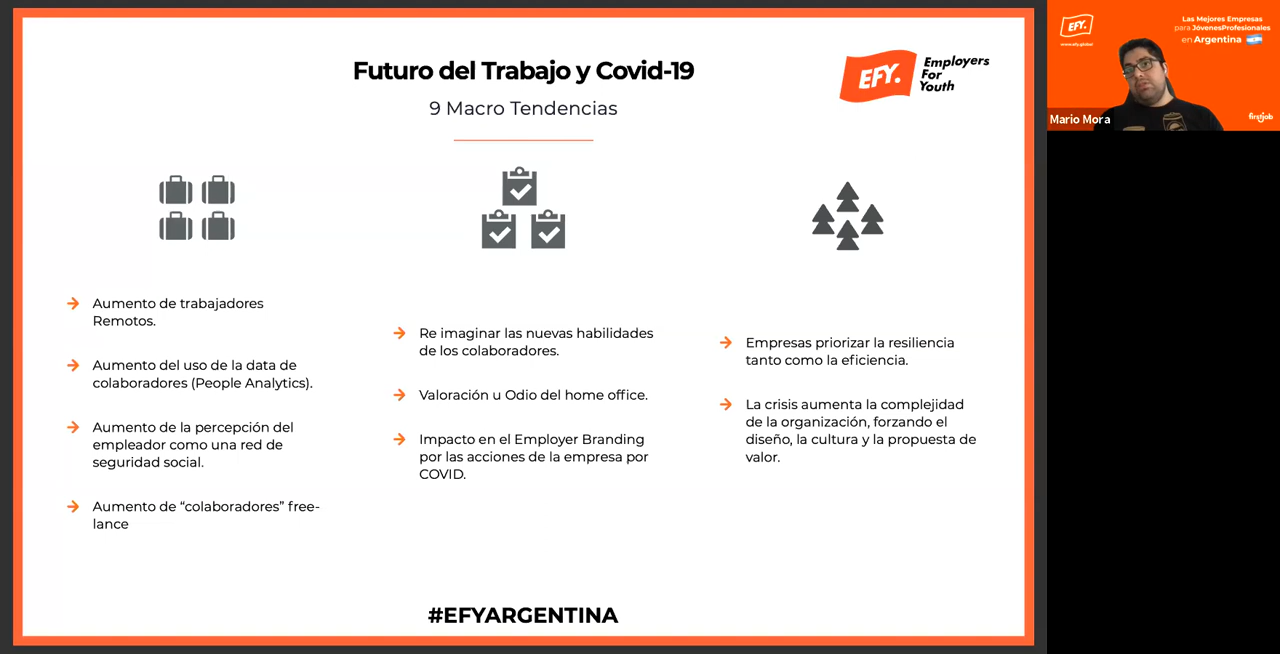 Futuro del Trabajo y Covid-19
9 Macro Tendencias
EFY.
Employers
For
Youth
Aumento de trabajadores
Remotos.
Aumento del uso de la data de
colaboradores (People Analytics).
Aumento de la percepción del
empleador como una red de
seguridad social.
Aumento de “colaboradores” free-
lance
Re imaginar las nuevas habilidades
de los colaboradores.
Valoración u Odio del home office.
Impacto en el Employer Branding
por las acciones de la empresa por
COVID.
Empresas priorizar la resiliencia
tanto como la eficiencia.
La crisis aumenta la complejidad
de la organización, forzando el
diseño, la cultura y la propuesta de
valor.
#EFYARGENTINA
EFY.
www.efy.global
Las Mejores Empresas
para JóvenesProfesionales
en Argentina
Mario Mora
firstjob